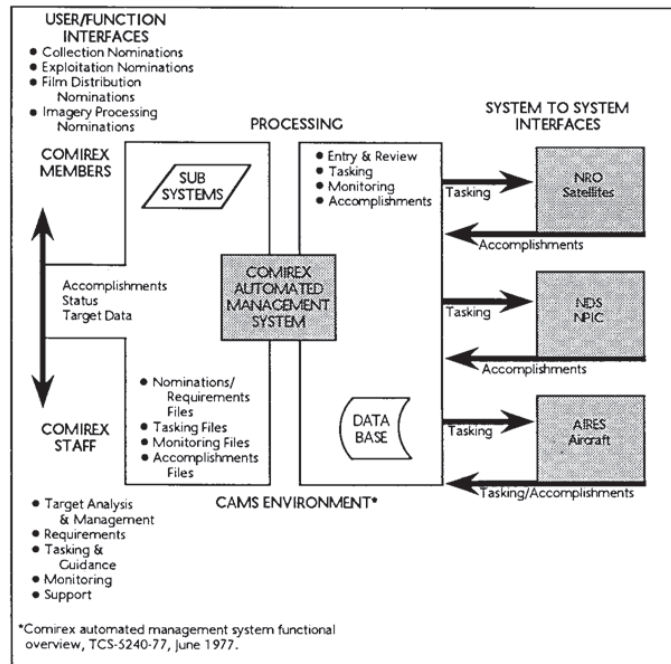 USER/FUNCTION
INTERFACES
● Collection Nominations
● Exploitation Nominations
● Film Distribution
Nominations
● Imagery Processing
Nominations
PROCESSING
SYSTEM TO SYSTEM
INTERFACES
COMIREX
MEMBERS
SUB
SYSTEMS
● Entry & Review
● Tasking
● Monitoring
● Accomplishments
Tasking
NRO
Satellites
Accomplishments
Accomplishments
Status
Target Data
COMIREX
AUTOMATED
MANAGEMENT
SYSTEM
Tasking
NDS
NPIC
Accomplishments
COMIREX
STAFF
● Nominations/
Requirements
Files
● Tasking Files
● Monitoring Files
● Accomplishments
Files
DATA
BASE
Tasking
AIRES
Aircraft
Tasking/Accomplishments
CAMS ENVIRONMENT*
● Target Analysis
& Management
● Requirements
● Tasking &
Guidance
● Monitoring
● Support
*Comirex automated management system functional
overview, TCS-5240-77, June 1977.